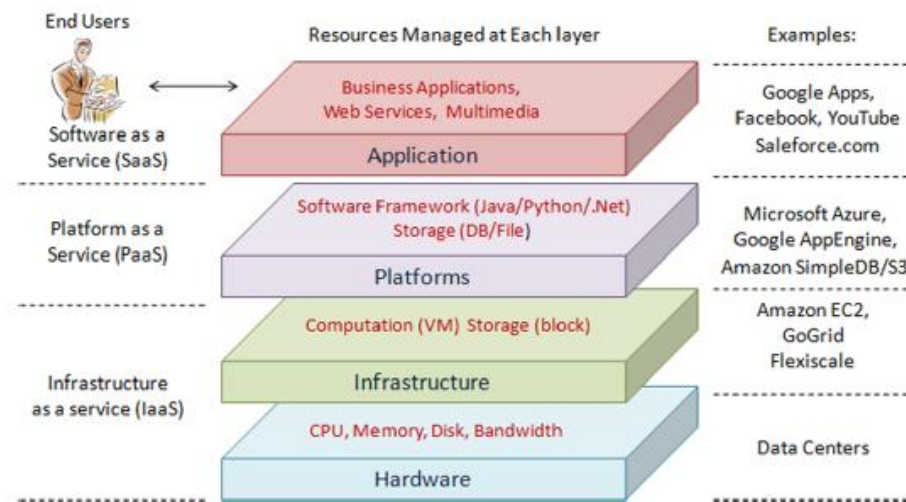 End Users
Resources Managed at Each layer
Examples:
Business Applications,
Web Services, Multimedia
Application
Software as a
Service (SaaS)
Google Apps,
Facebook, YouTube
Saleforce.com
Software Framework (Java/Python/.Net)
Storage (DB/File)
Platforms
Platform as a
Service (PaaS)
Microsoft Azure,
Google AppEngine,
Amazon SimpleDB/S3
Computation (VM) Storage (block)
Infrastructure
Amazon EC2,
GoGrid
Flexiscale
Infrastructure
as a service (IaaS)
CPU, Memory, Disk, Bandwidth
Hardware
Data Centers